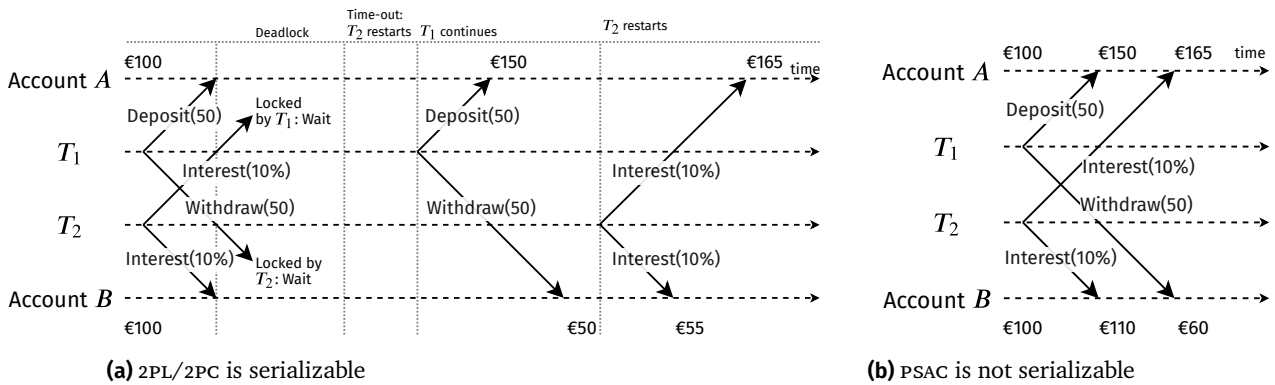 Deadlock
Time-out:
T2 restarts
T1 continues
T2 restarts
€100
€150
€165
time
Account A
Deposit(50)
Locked
by T1: Wait
Deposit(50)
T1
Interest(10%)
Interest(10%)
Withdraw(50)
Withdraw(50)
T2
Interest(10%)
Locked by
T2: Wait
Interest(10%)
Account B
€100
€50
€55
(a) 2PL/2PC is serializable
€100
€150
€165
time
Account A
Deposit(50)
T1
Interest(10%)
Withdraw(50)
T2
Interest(10%)
Account B
€100
€110
€60
(b) PSAC is not serializable